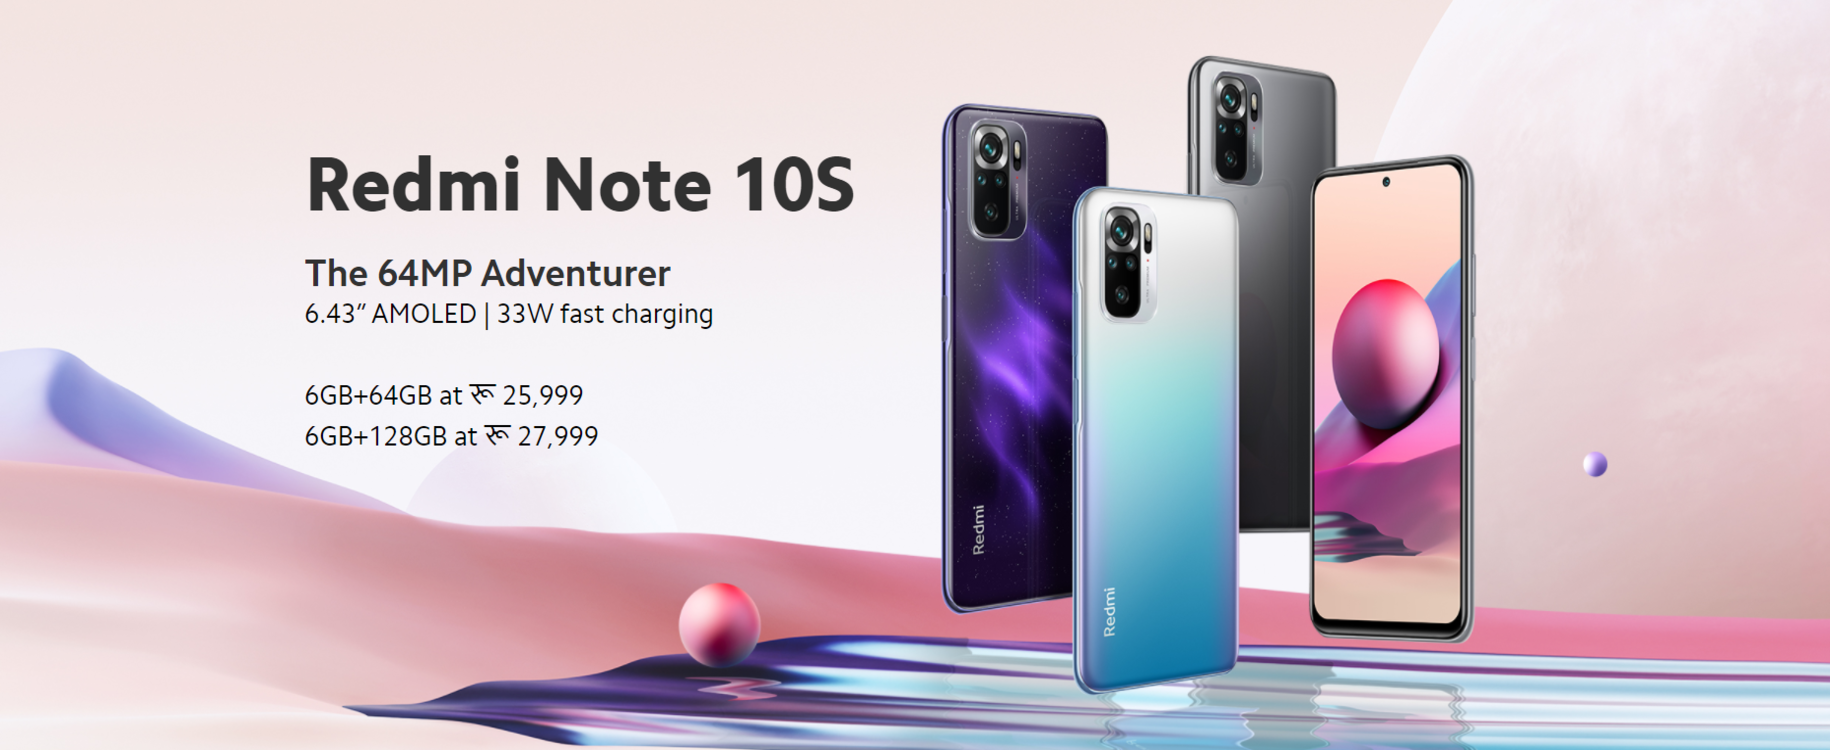 Redmi Note 10S
The 64MP Adventurer
6.43” AMOLED | 33W fast charging
6GB+64GB at रू 25,999
6GB+128GB at रू 27,999
Redmi
Redmi